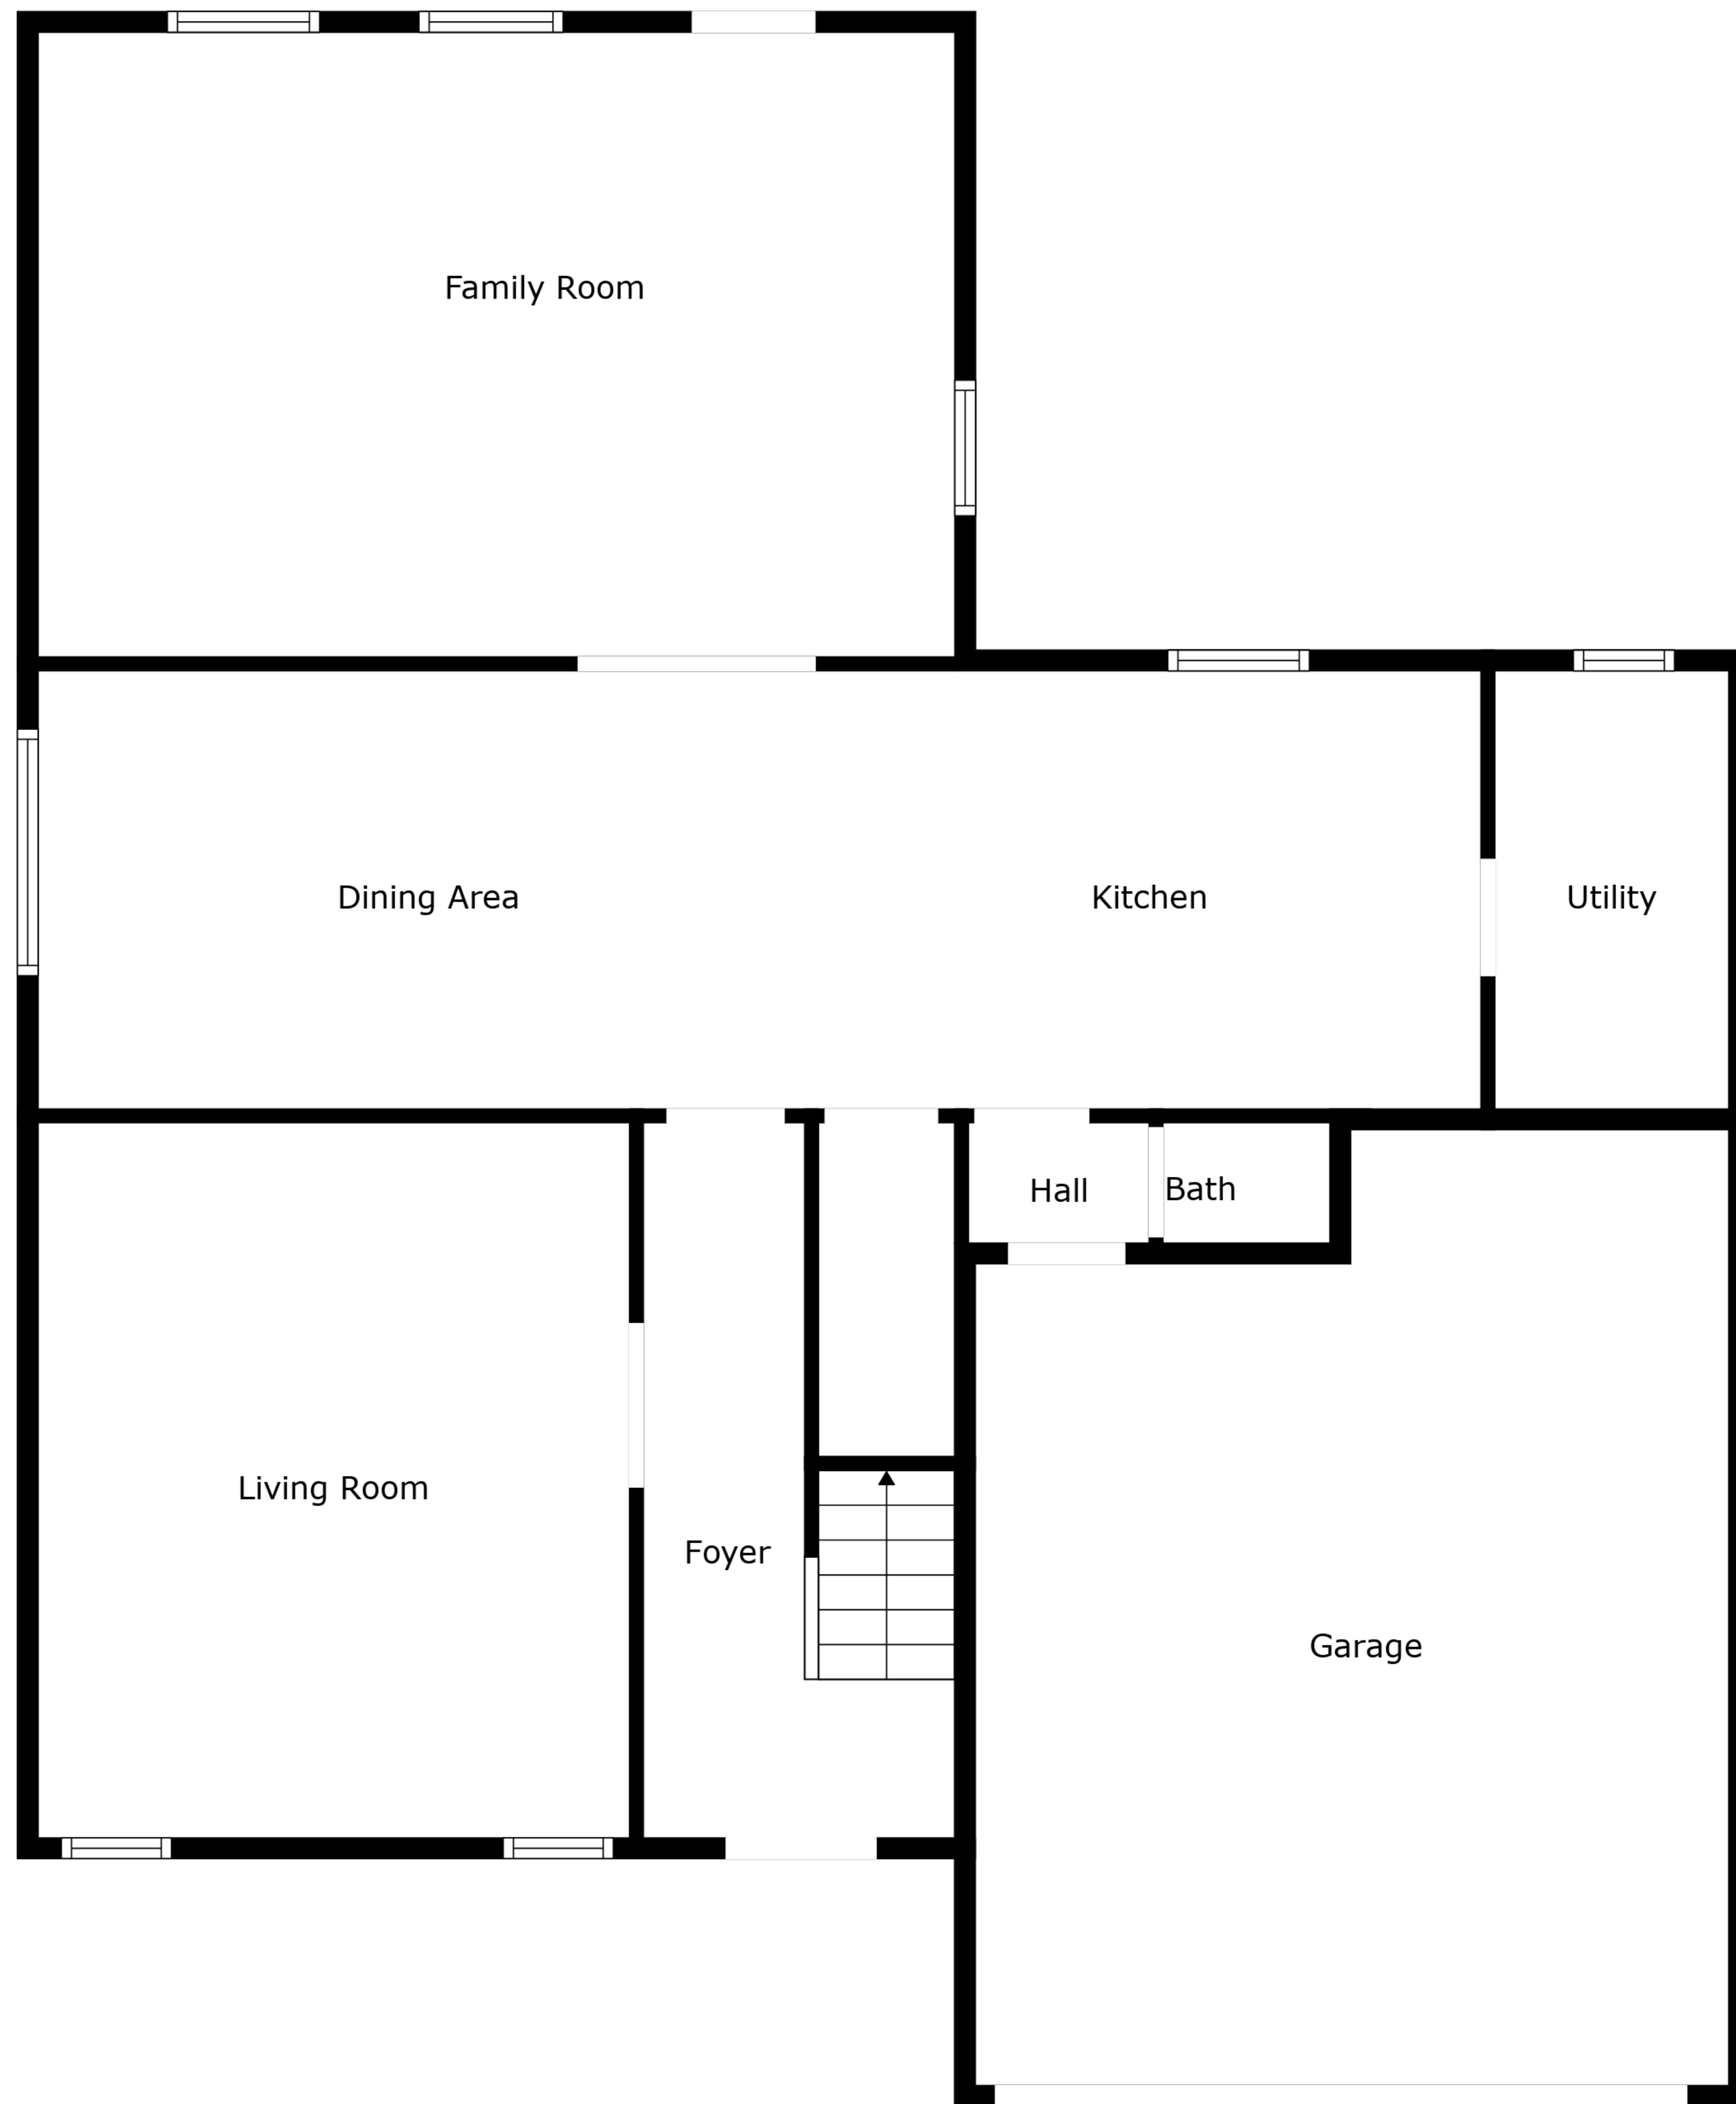 Family Room
Dining Area
Kitchen
Utility
Hall
Bath
Living Room
Foyer
Garage